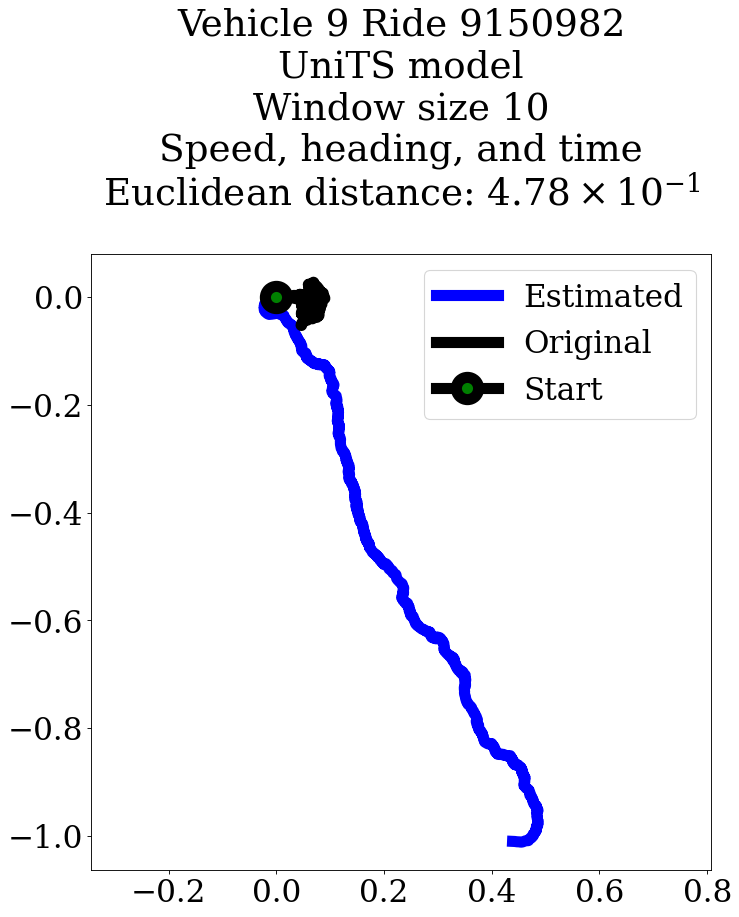 Vehicle 9 Ride 9150982
UniTS model
Window size 10
Speed, heading, and time
Euclidean distance: 4.78 × 10⁻¹
Estimated
Original
Start
0.0
−0.2
−0.4
−0.6
−0.8
−1.0
−0.2 0.0 0.2 0.4 0.6 0.8